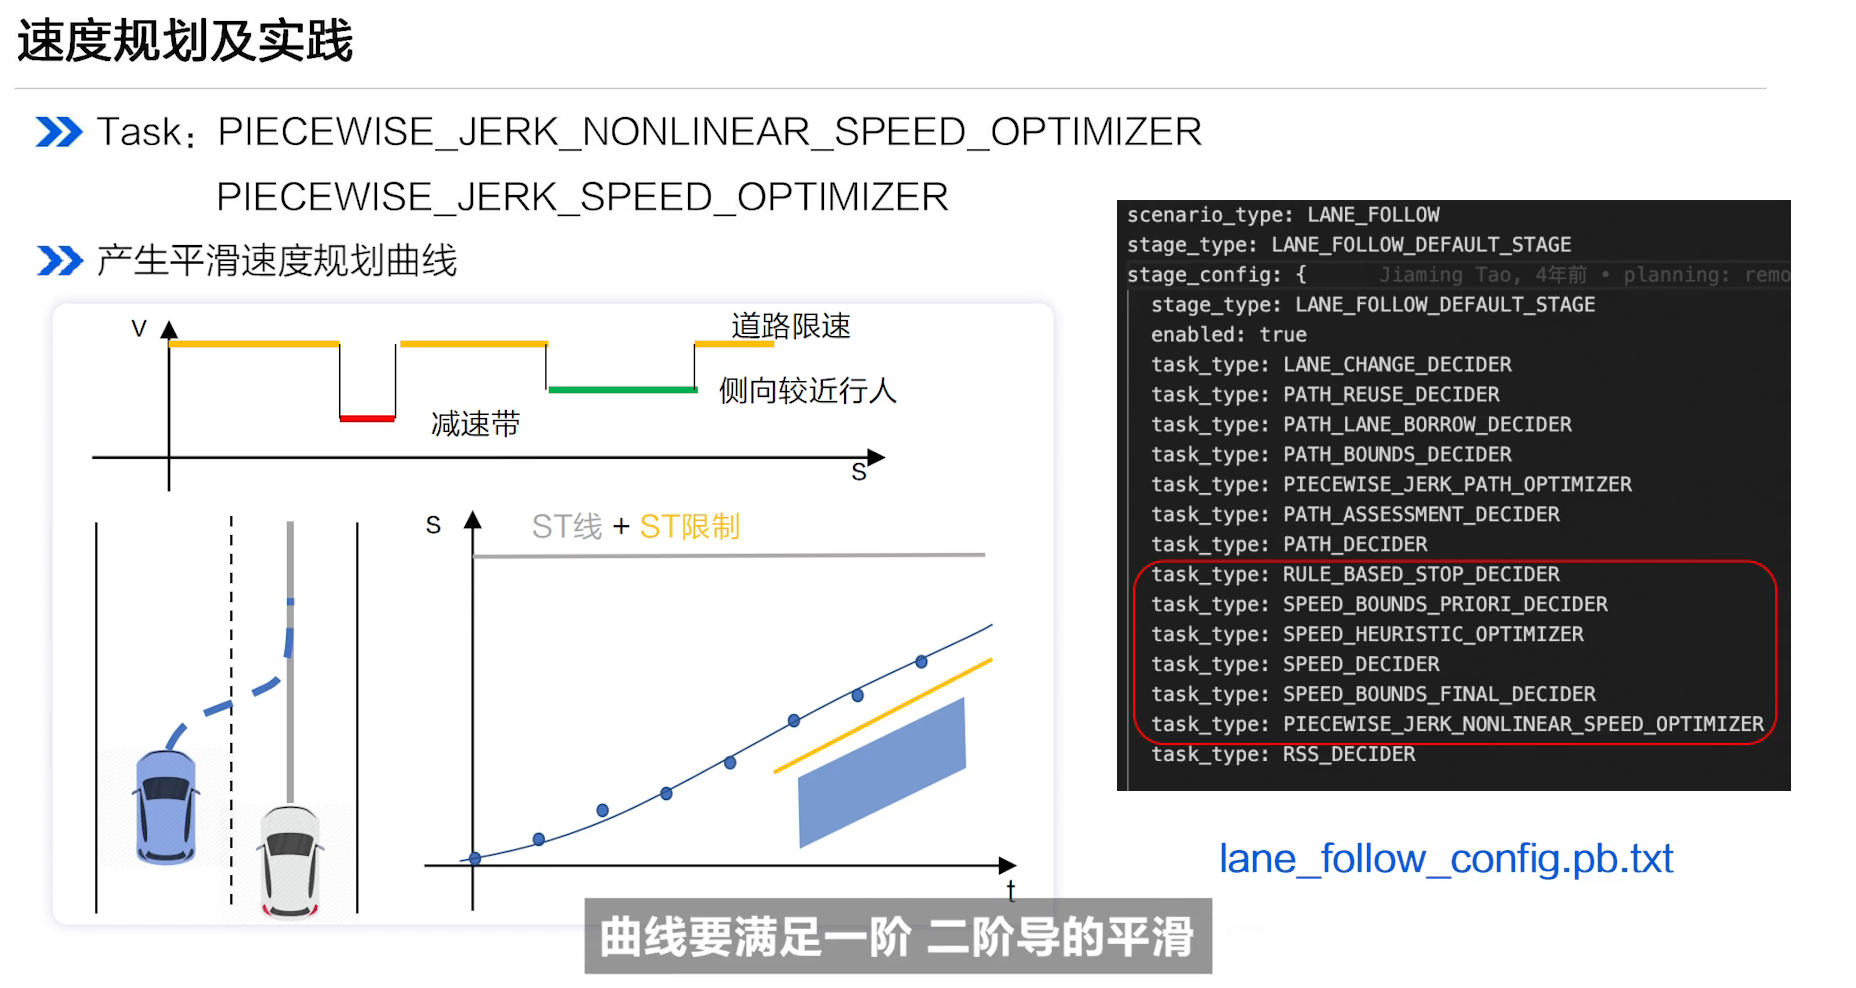 速度规划及实践
Task：PIECEWISE_JERK_NONLINEAR_SPEED_OPTIMIZER
PIECEWISE_JERK_SPEED_OPTIMIZER
产生平滑速度规划曲线
V
道路限速
侧向较近行人
减速带
S
S
ST线 + ST限制
t
scenario_type: LANE_FOLLOW
stage_type: LANE_FOLLOW_DEFAULT_STAGE
stage_config: { Jiaming Tao, 4年前 • planning: remo
stage_type: LANE_FOLLOW_DEFAULT_STAGE
enabled: true
task_type: LANE_CHANGE_DECIDER
task_type: PATH_REUSE_DECIDER
task_type: PATH_LANE_BORROW_DECIDER
task_type: PATH_BOUNDS_DECIDER
task_type: PIECEWISE_JERK_PATH_OPTIMIZER
task_type: PATH_ASSESSMENT_DECIDER
task_type: PATH_DECIDER
task_type: RULE_BASED_STOP_DECIDER
task_type: SPEED_BOUNDS_PRIORI_DECIDER
task_type: SPEED_HEURISTIC_OPTIMIZER
task_type: SPEED_DECIDER
task_type: SPEED_BOUNDS_FINAL_DECIDER
task_type: PIECEWISE_JERK_NONLINEAR_SPEED_OPTIMIZER
task_type: RSS_DECIDER
lane_follow_config.pb.txt
曲线要满足一阶 二阶导的平滑